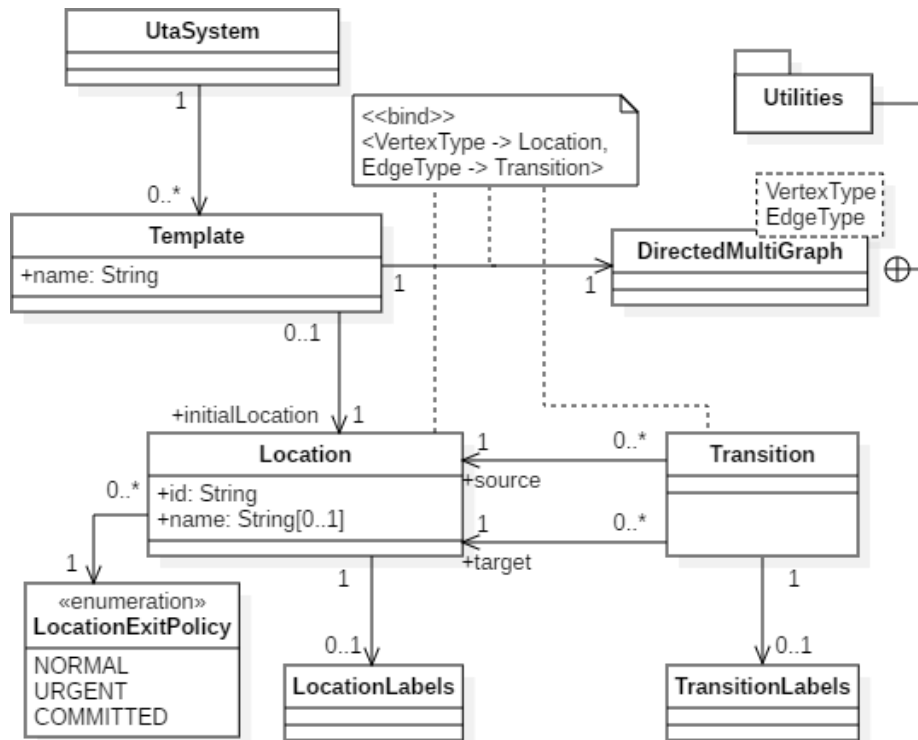 UtaSystem
1
0..*
<<bind>>
<VertexType -> Location,
EdgeType -> Transition>
Utilities
VertexType
EdgeType
Template
+name: String
1
1
DirectedMultiGraph
0..1
+initialLocation
1
Location
+id: String
+name: String[0..1]
1
+source
0..*
1
+target
0..*
Transition
0..*
1
«enumeration»
LocationExitPolicy
NORMAL
URGENT
COMMITTED
1
0..1
LocationLabels
1
0..1
TransitionLabels